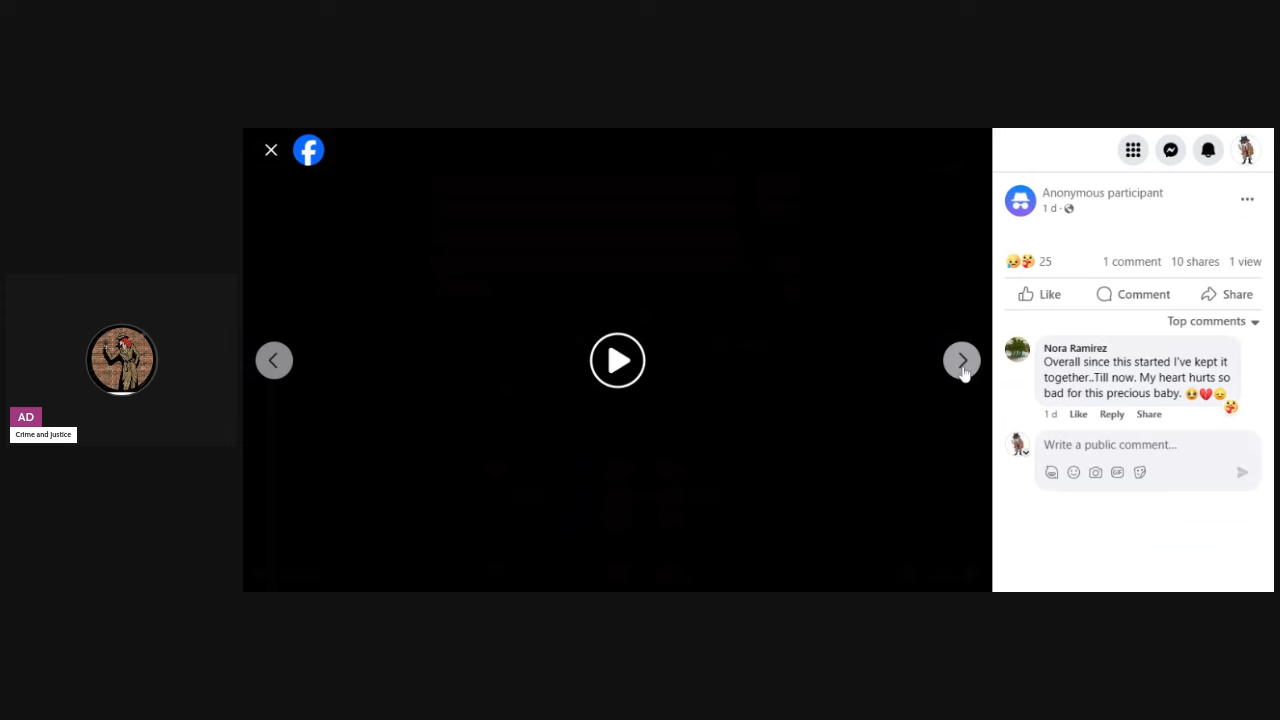 AD
Crime and Justice
Anonymous participant
1 d ·
25
1 comment 10 shares 1 view
Like Comment Share
Top comments
Nora Ramirez
Overall since this started I've kept it
together..Till now. My heart hurts so
bad for this precious baby. 🥹💔😞
1 d Like Reply Share
Write a public comment...
GIF